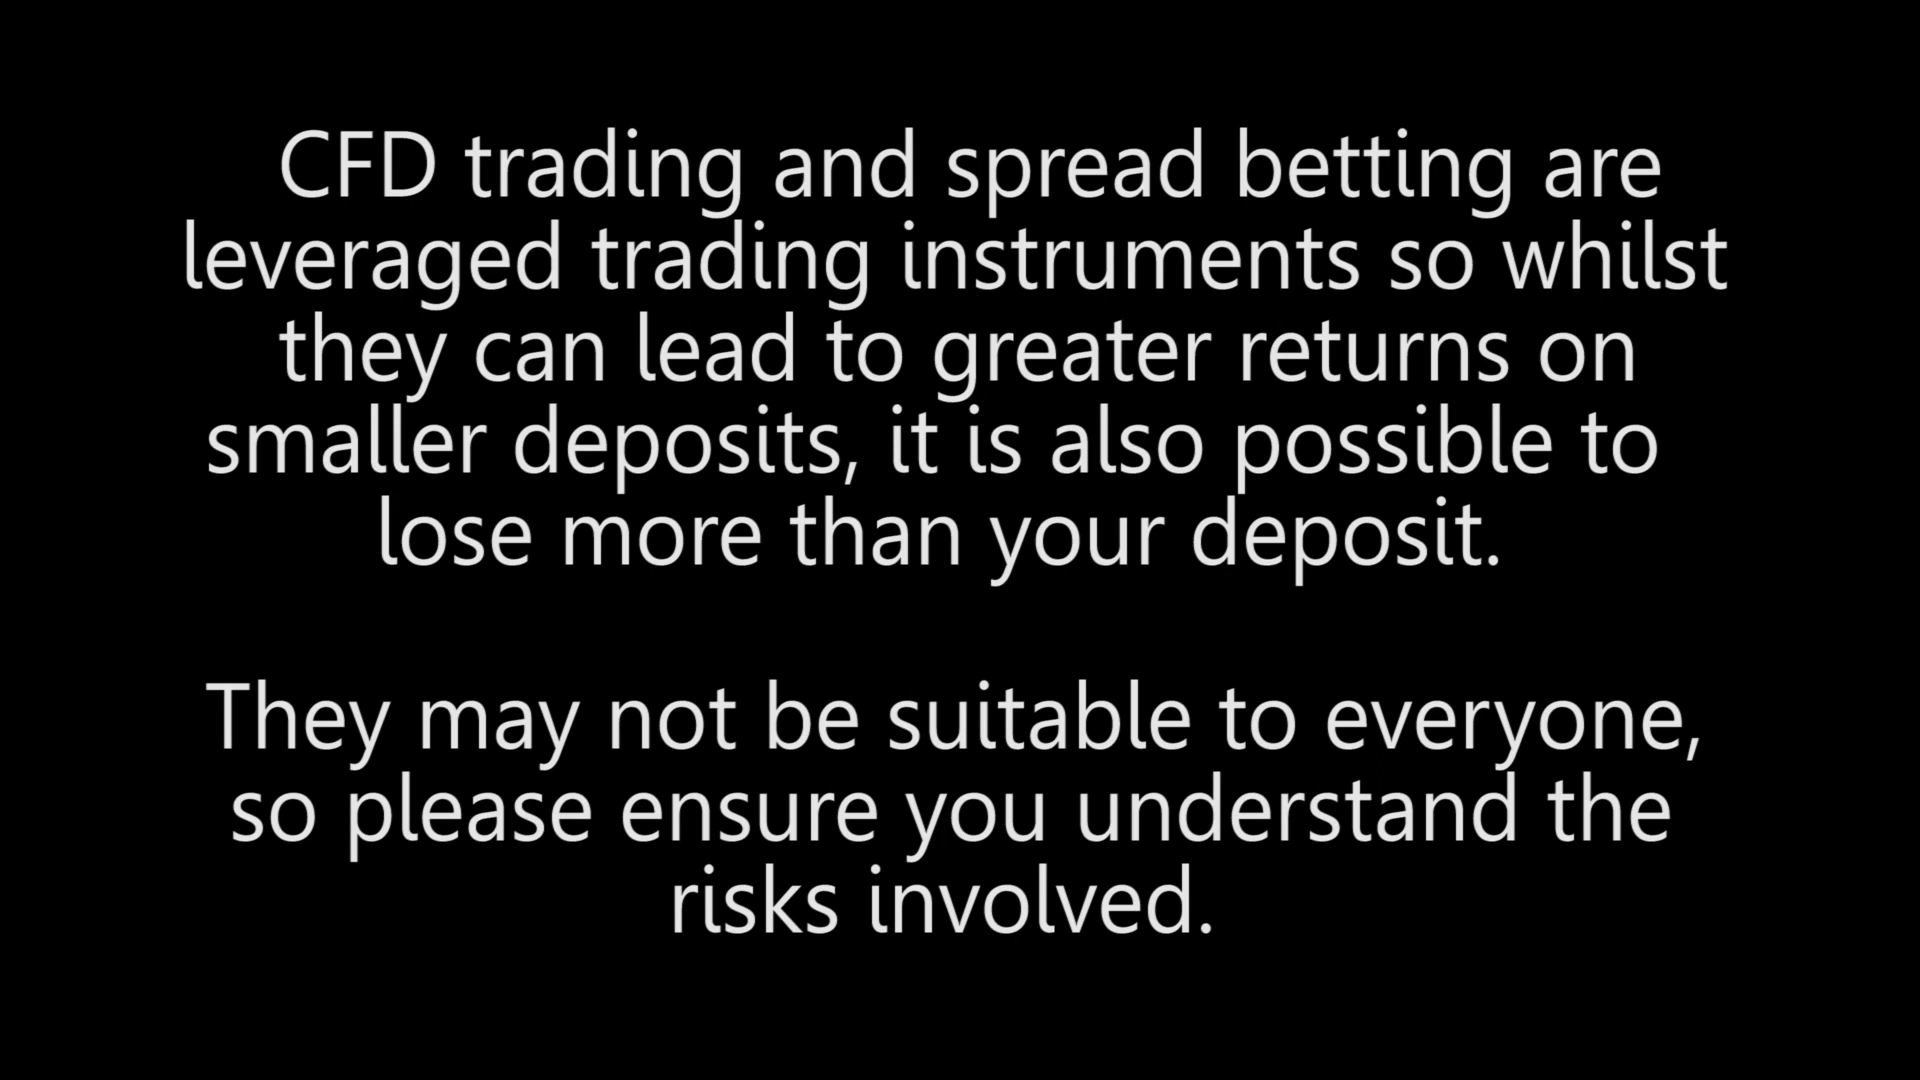 CFD trading and spread betting are
leveraged trading instruments so whilst
they can lead to greater returns on
smaller deposits, it is also possible to
lose more than your deposit.
They may not be suitable to everyone,
so please ensure you understand the
risks involved.